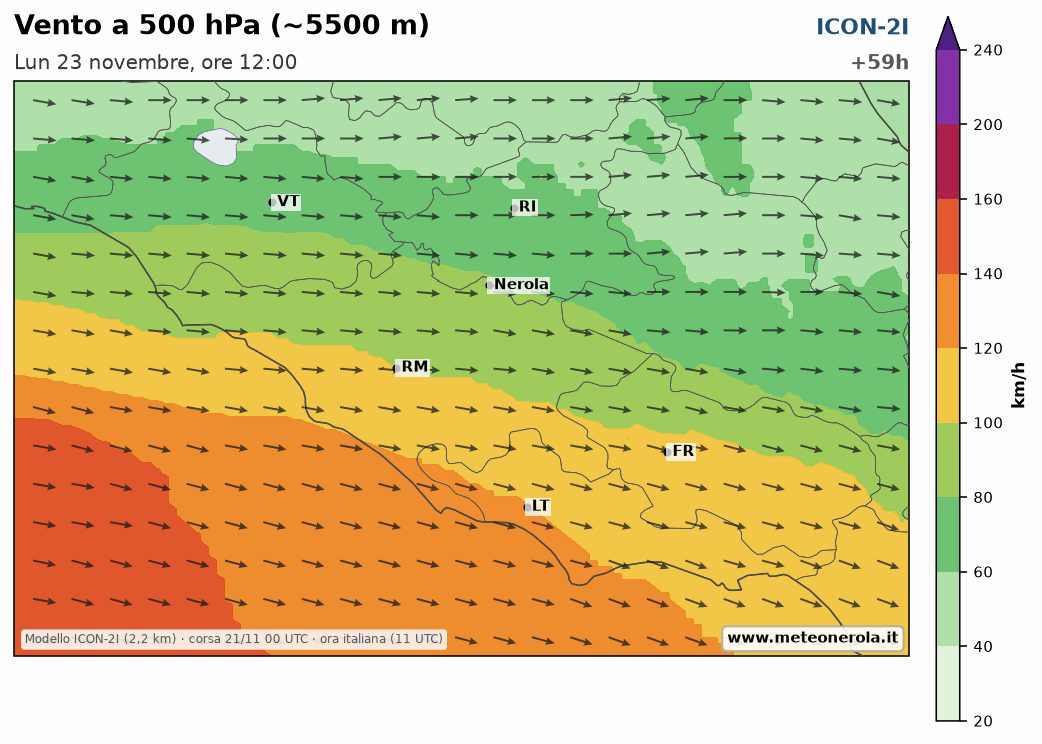 Vento a 500 hPa (~5500 m)
ICON-2I
Lun 23 novembre, ore 12:00
+59h
240
200
160
140
120
100
80
60
40
20
km/h
VT
RI
Nerola
RM
FR
LT
Modello ICON-2I (2,2 km) · corsa 21/11 00 UTC · ora italiana (11 UTC)
www.meteonerola.it